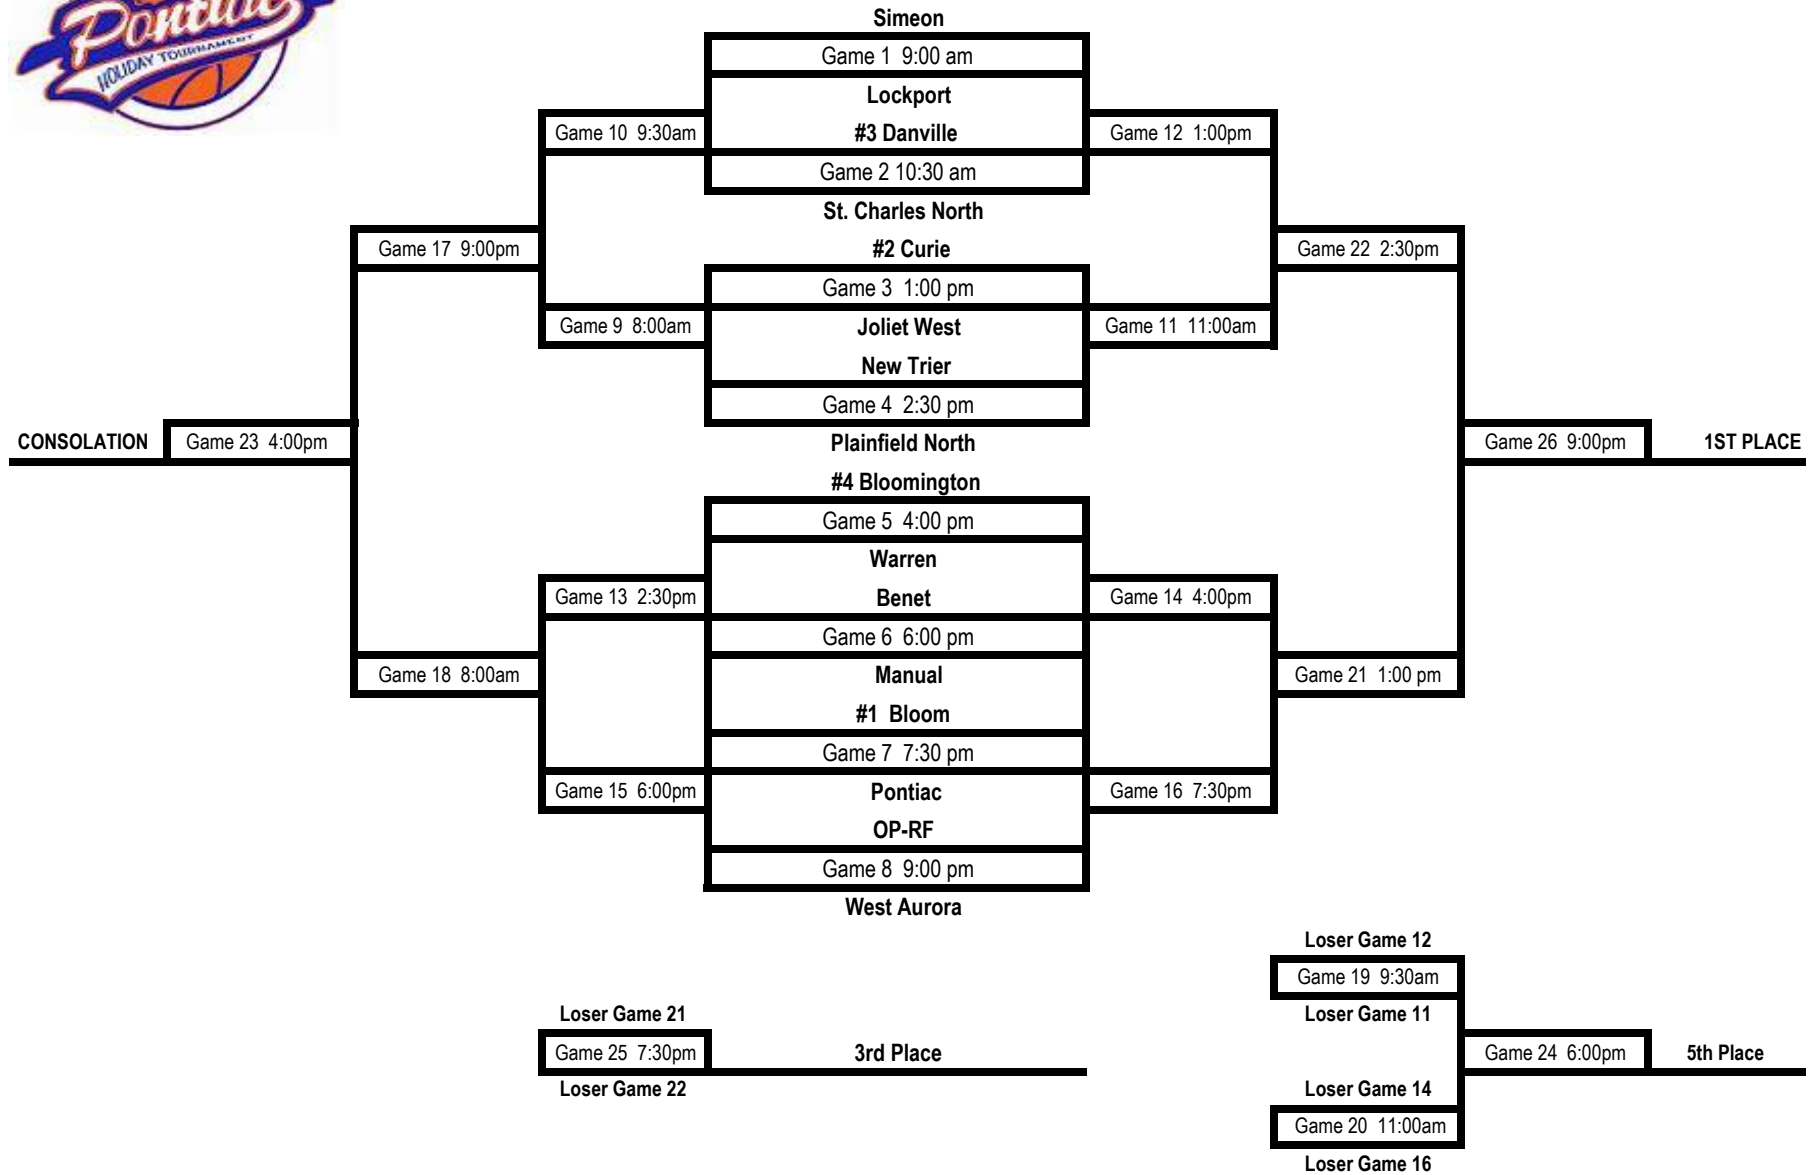 Pontiac
HOLIDAY TOURNAMENT
Simeon
Game 1 9:00 am
Lockport
Game 10 9:30am
#3 Danville
Game 12 1:00pm
Game 2 10:30 am
St. Charles North
Game 17 9:00pm
#2 Curie
Game 22 2:30pm
Game 3 1:00 pm
Game 9 8:00am
Joliet West
Game 11 11:00am
New Trier
Game 4 2:30 pm
CONSOLATION
Game 23 4:00pm
Plainfield North
Game 26 9:00pm
1ST PLACE
#4 Bloomington
Game 5 4:00 pm
Warren
Game 13 2:30pm
Benet
Game 14 4:00pm
Game 6 6:00 pm
Game 18 8:00am
Manual
Game 21 1:00 pm
#1 Bloom
Game 7 7:30 pm
Game 15 6:00pm
Pontiac
Game 16 7:30pm
OP-RF
Game 8 9:00 pm
West Aurora
Loser Game 12
Game 19 9:30am
Loser Game 21
Loser Game 11
Game 25 7:30pm
3rd Place
Game 24 6:00pm
5th Place
Loser Game 22
Loser Game 14
Game 20 11:00am
Loser Game 16